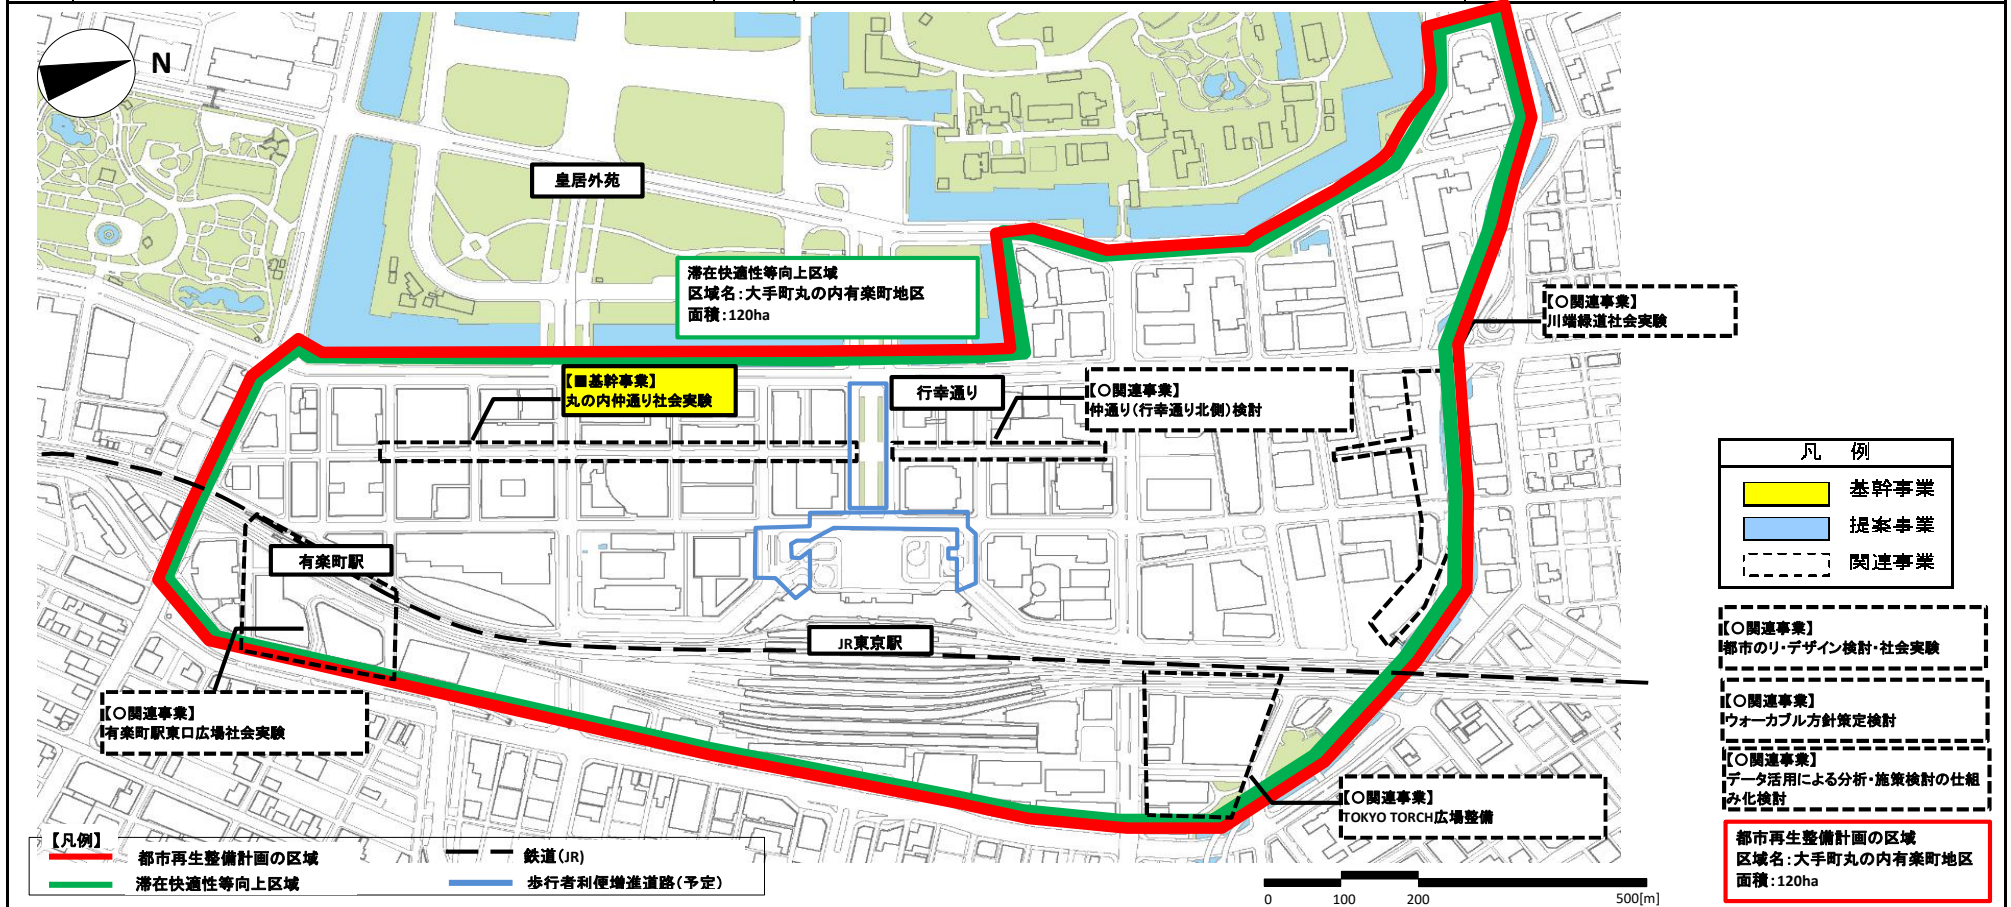 N
皇居外苑
滞在快適性等向上区域
区域名：大手町丸の内有楽町地区
面積：120ha
【○関連事業】
川端緑道社会実験
【■基幹事業】
丸の内仲通り社会実験
行幸通り
【○関連事業】
仲通り（行幸通り北側）検討
有楽町駅
JR東京駅
【○関連事業】
有楽町駅東口広場社会実験
【○関連事業】
TOKYO TORCH広場整備
凡 例
基幹事業
提案事業
関連事業
【○関連事業】
都市のリ・デザイン検討・社会実験
【○関連事業】
ウォーカブル方針策定検討
【○関連事業】
データ活用による分析・施策検討の仕組
み化検討
都市再生整備計画の区域
区域名：大手町丸の内有楽町地区
面積：120ha
【凡例】
都市再生整備計画の区域
滞在快適性等向上区域
鉄道（JR）
歩行者利便増進道路（予定）
0 100 200 500[m]